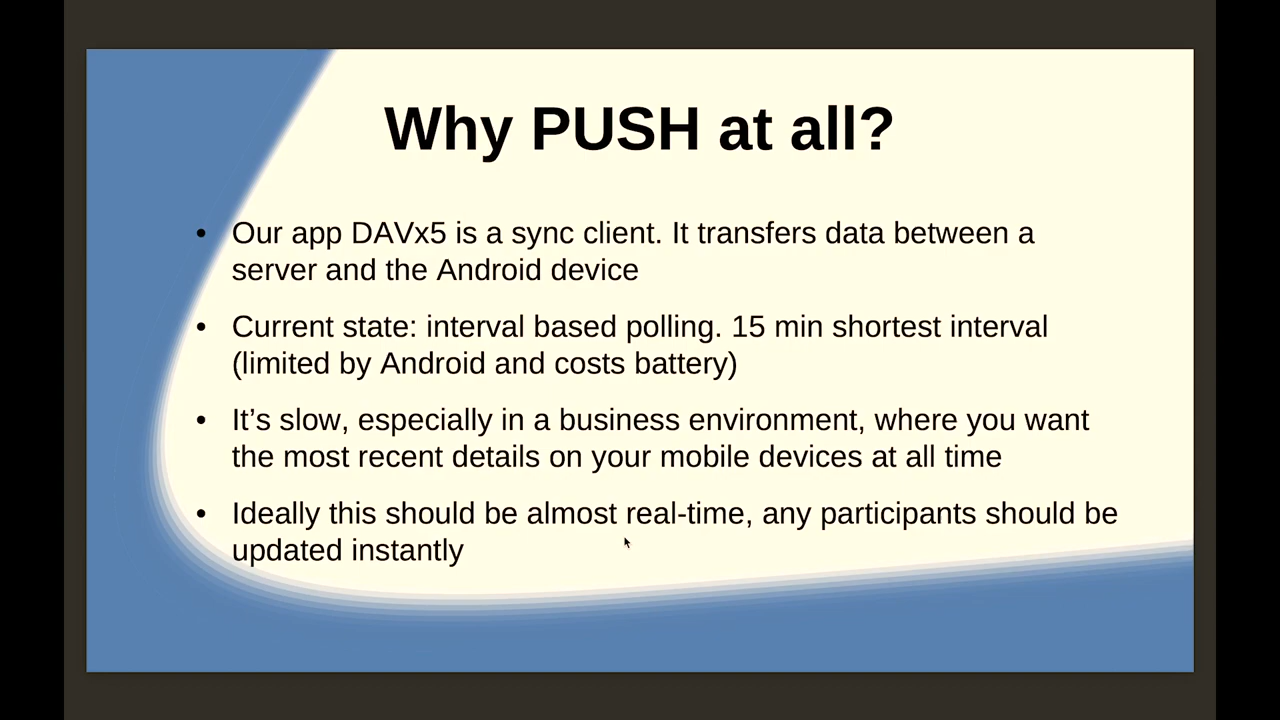 Why PUSH at all?
• Our app DAVx5 is a sync client. It transfers data between a
server and the Android device
• Current state: interval based polling. 15 min shortest interval
(limited by Android and costs battery)
• It’s slow, especially in a business environment, where you want
the most recent details on your mobile devices at all time
• Ideally this should be almost real-time, any participants should be
updated instantly